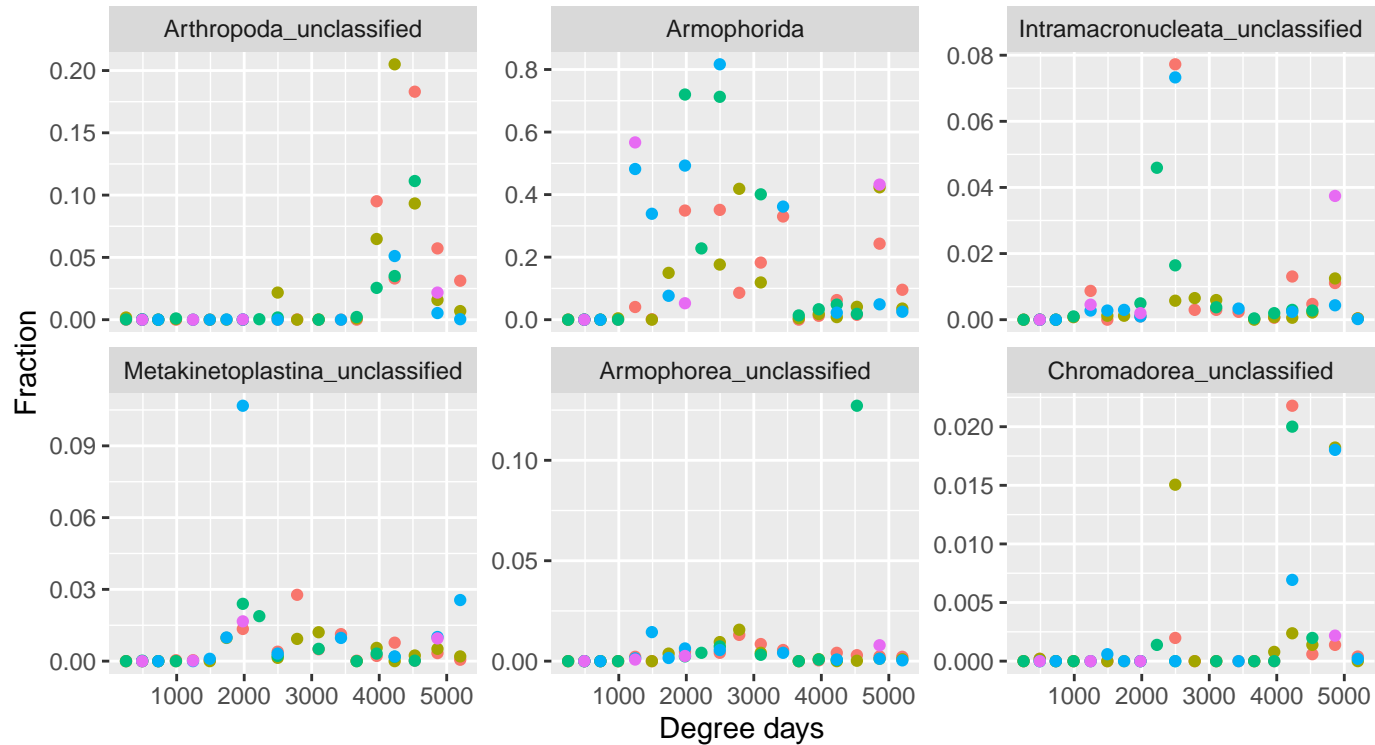 Arthropoda_unclassified
Armophorida
Intramacronucleata_unclassified
0.20
0.15
0.10
0.05
0.00
0.8
0.6
0.4
0.2
0.0
0.08
0.06
0.04
0.02
0.00
Fraction
Metakinetoplastina_unclassified
Armophorea_unclassified
Chromadorea_unclassified
0.09
0.06
0.03
0.00
0.10
0.05
0.00
0.020
0.015
0.010
0.005
0.000
1000 2000 3000 4000 5000
1000 2000 3000 4000 5000
1000 2000 3000 4000 5000
Degree days